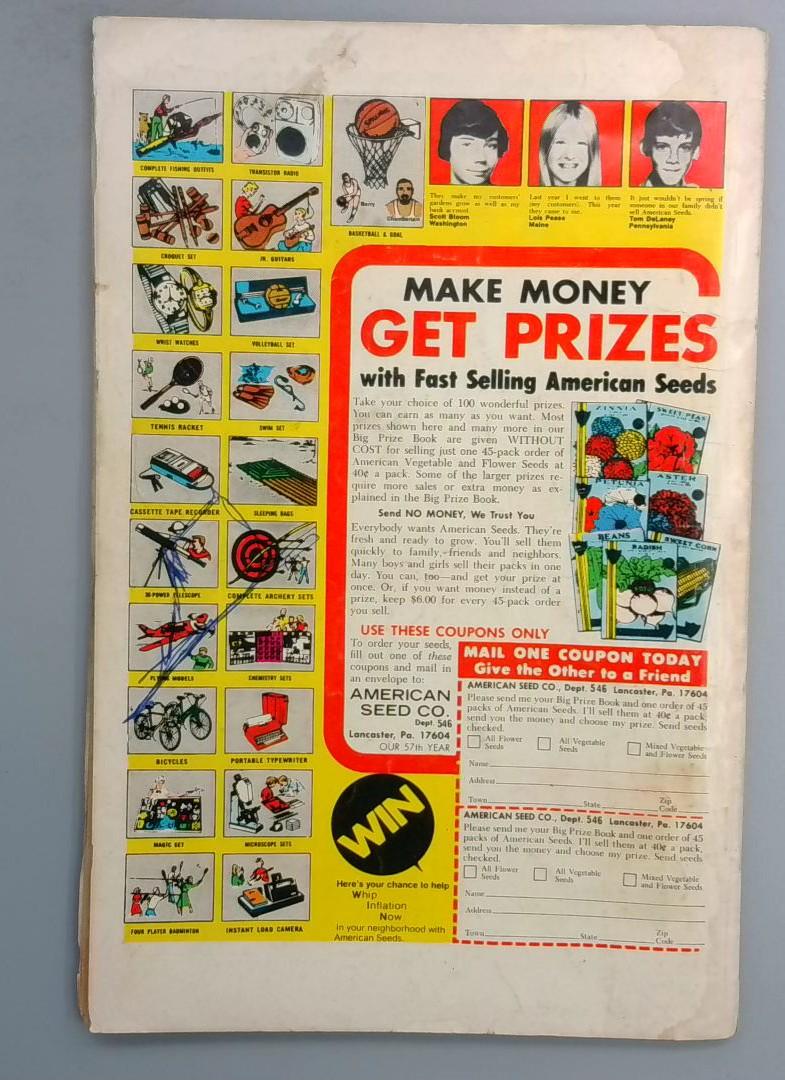 COMPLETE FISHING OUTFITS
TRANSISTOR RADIO
CROQUET SET
JR. GUITARS
WRIST WATCHES
VOLLEYBALL SET
TENNIS RACKET
SWIM SET
CASSETTE TAPE RECORDER
SLEEPING BAGS
30-POWER TELESCOPE
COMPLETE ARCHERY SETS
FLYING MODELS
CHEMISTRY SETS
BICYCLES
PORTABLE TYPEWRITER
MAGIC SET
MICROSCOPE SETS
FOUR PLAYER BADMINTON
INSTANT LOAD CAMERA
SPALDING
Barry
Chamberlain
BASKETBALL & GOAL
They make my customers'
gardens grow as well as my
bank account.
Scott Bloom
Washington
Last year I went to them
(my customers). This year
they came to me.
Lois Pease
Maine
It just wouldn't be spring if
someone in our family didn't
sell American Seeds.
Tom DeLaney
Pennsylvania
MAKE MONEY
GET PRIZES
with Fast Selling American Seeds
Take your choice of 100 wonderful prizes.
You can earn as many as you want. Most
prizes shown here and many more in our
Big Prize Book are given WITHOUT
COST for selling just one 45-pack order of
American Vegetable and Flower Seeds at
40¢ a pack. Some of the larger prizes re-
quire more sales or extra money as ex-
plained in the Big Prize Book.
Send NO MONEY, We Trust You
Everybody wants American Seeds. They're
fresh and ready to grow. You'll sell them
quickly to family, friends and neighbors.
Many boys and girls sell their packs in one
day. You can, too—and get your prize at
once. Or, if you want money instead of a
prize, keep $6.00 for every 45-pack order
you sell.
ZINNIA
SWEET PEAS
PETUNIA
ASTER
BEANS
RADISH
SWEET CORN
USE THESE COUPONS ONLY
To order your seeds,
fill out one of these
coupons and mail in
an envelope to:
AMERICAN
SEED CO.
Dept. 546
Lancaster, Pa. 17604
OUR 57th YEAR
MAIL ONE COUPON TODAY
Give the Other to a Friend
AMERICAN SEED CO., Dept. 546 Lancaster, Pa. 17604
Please send me your Big Prize Book and one order of 45
packs of American Seeds. I'll sell them at 40¢ a pack,
send you the money and choose my prize. Send seeds
checked.
All Flower Seeds
All Vegetable Seeds
Mixed Vegetable and Flower Seeds
Name
Address
Town State Zip Code
AMERICAN SEED CO., Dept. 546 Lancaster, Pa. 17604
Please send me your Big Prize Book and one order of 45
packs of American Seeds. I'll sell them at 40¢ a pack,
send you the money and choose my prize. Send seeds
checked.
All Flower Seeds
All Vegetable Seeds
Mixed Vegetable and Flower Seeds
Name
Address
Town State Zip Code
WIN
Here's your chance to help
Whip
Inflation
Now
in your neighborhood with
American Seeds.